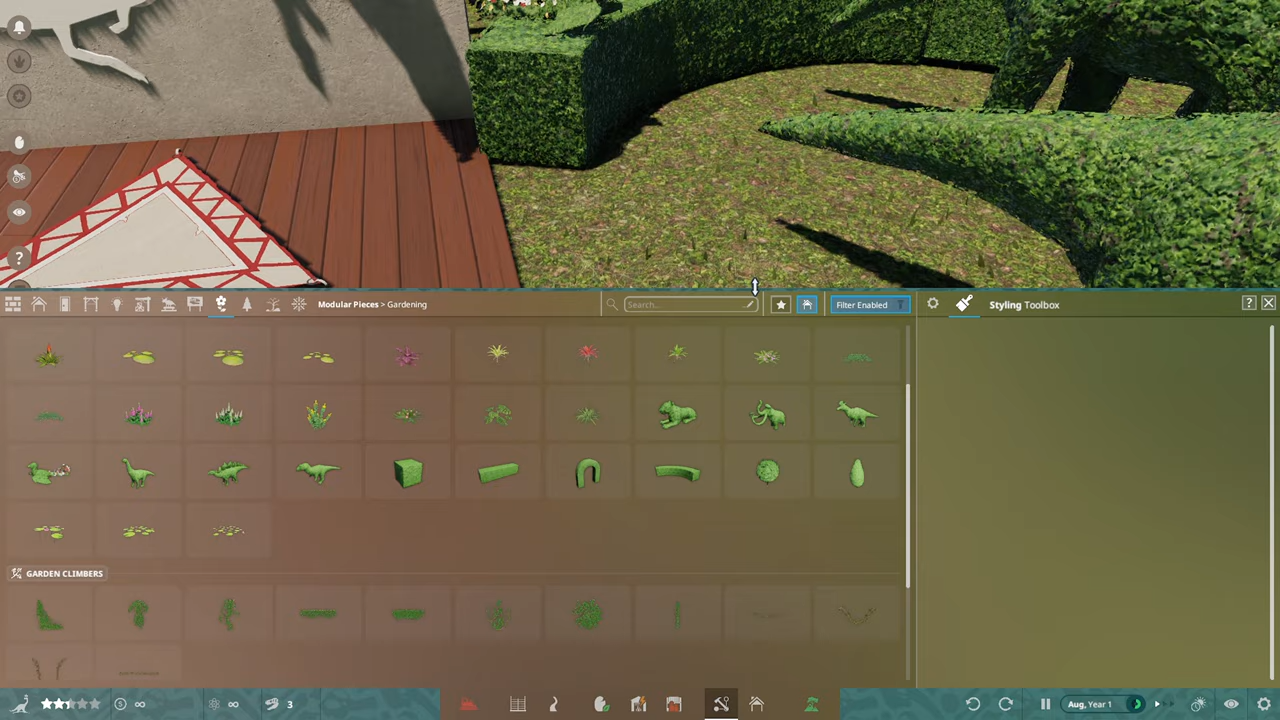 Modular Pieces > Gardening
Search...
Filter Enabled
Styling Toolbox
?
?
GARDEN CLIMBERS
∞
∞
3
Aug, Year 1